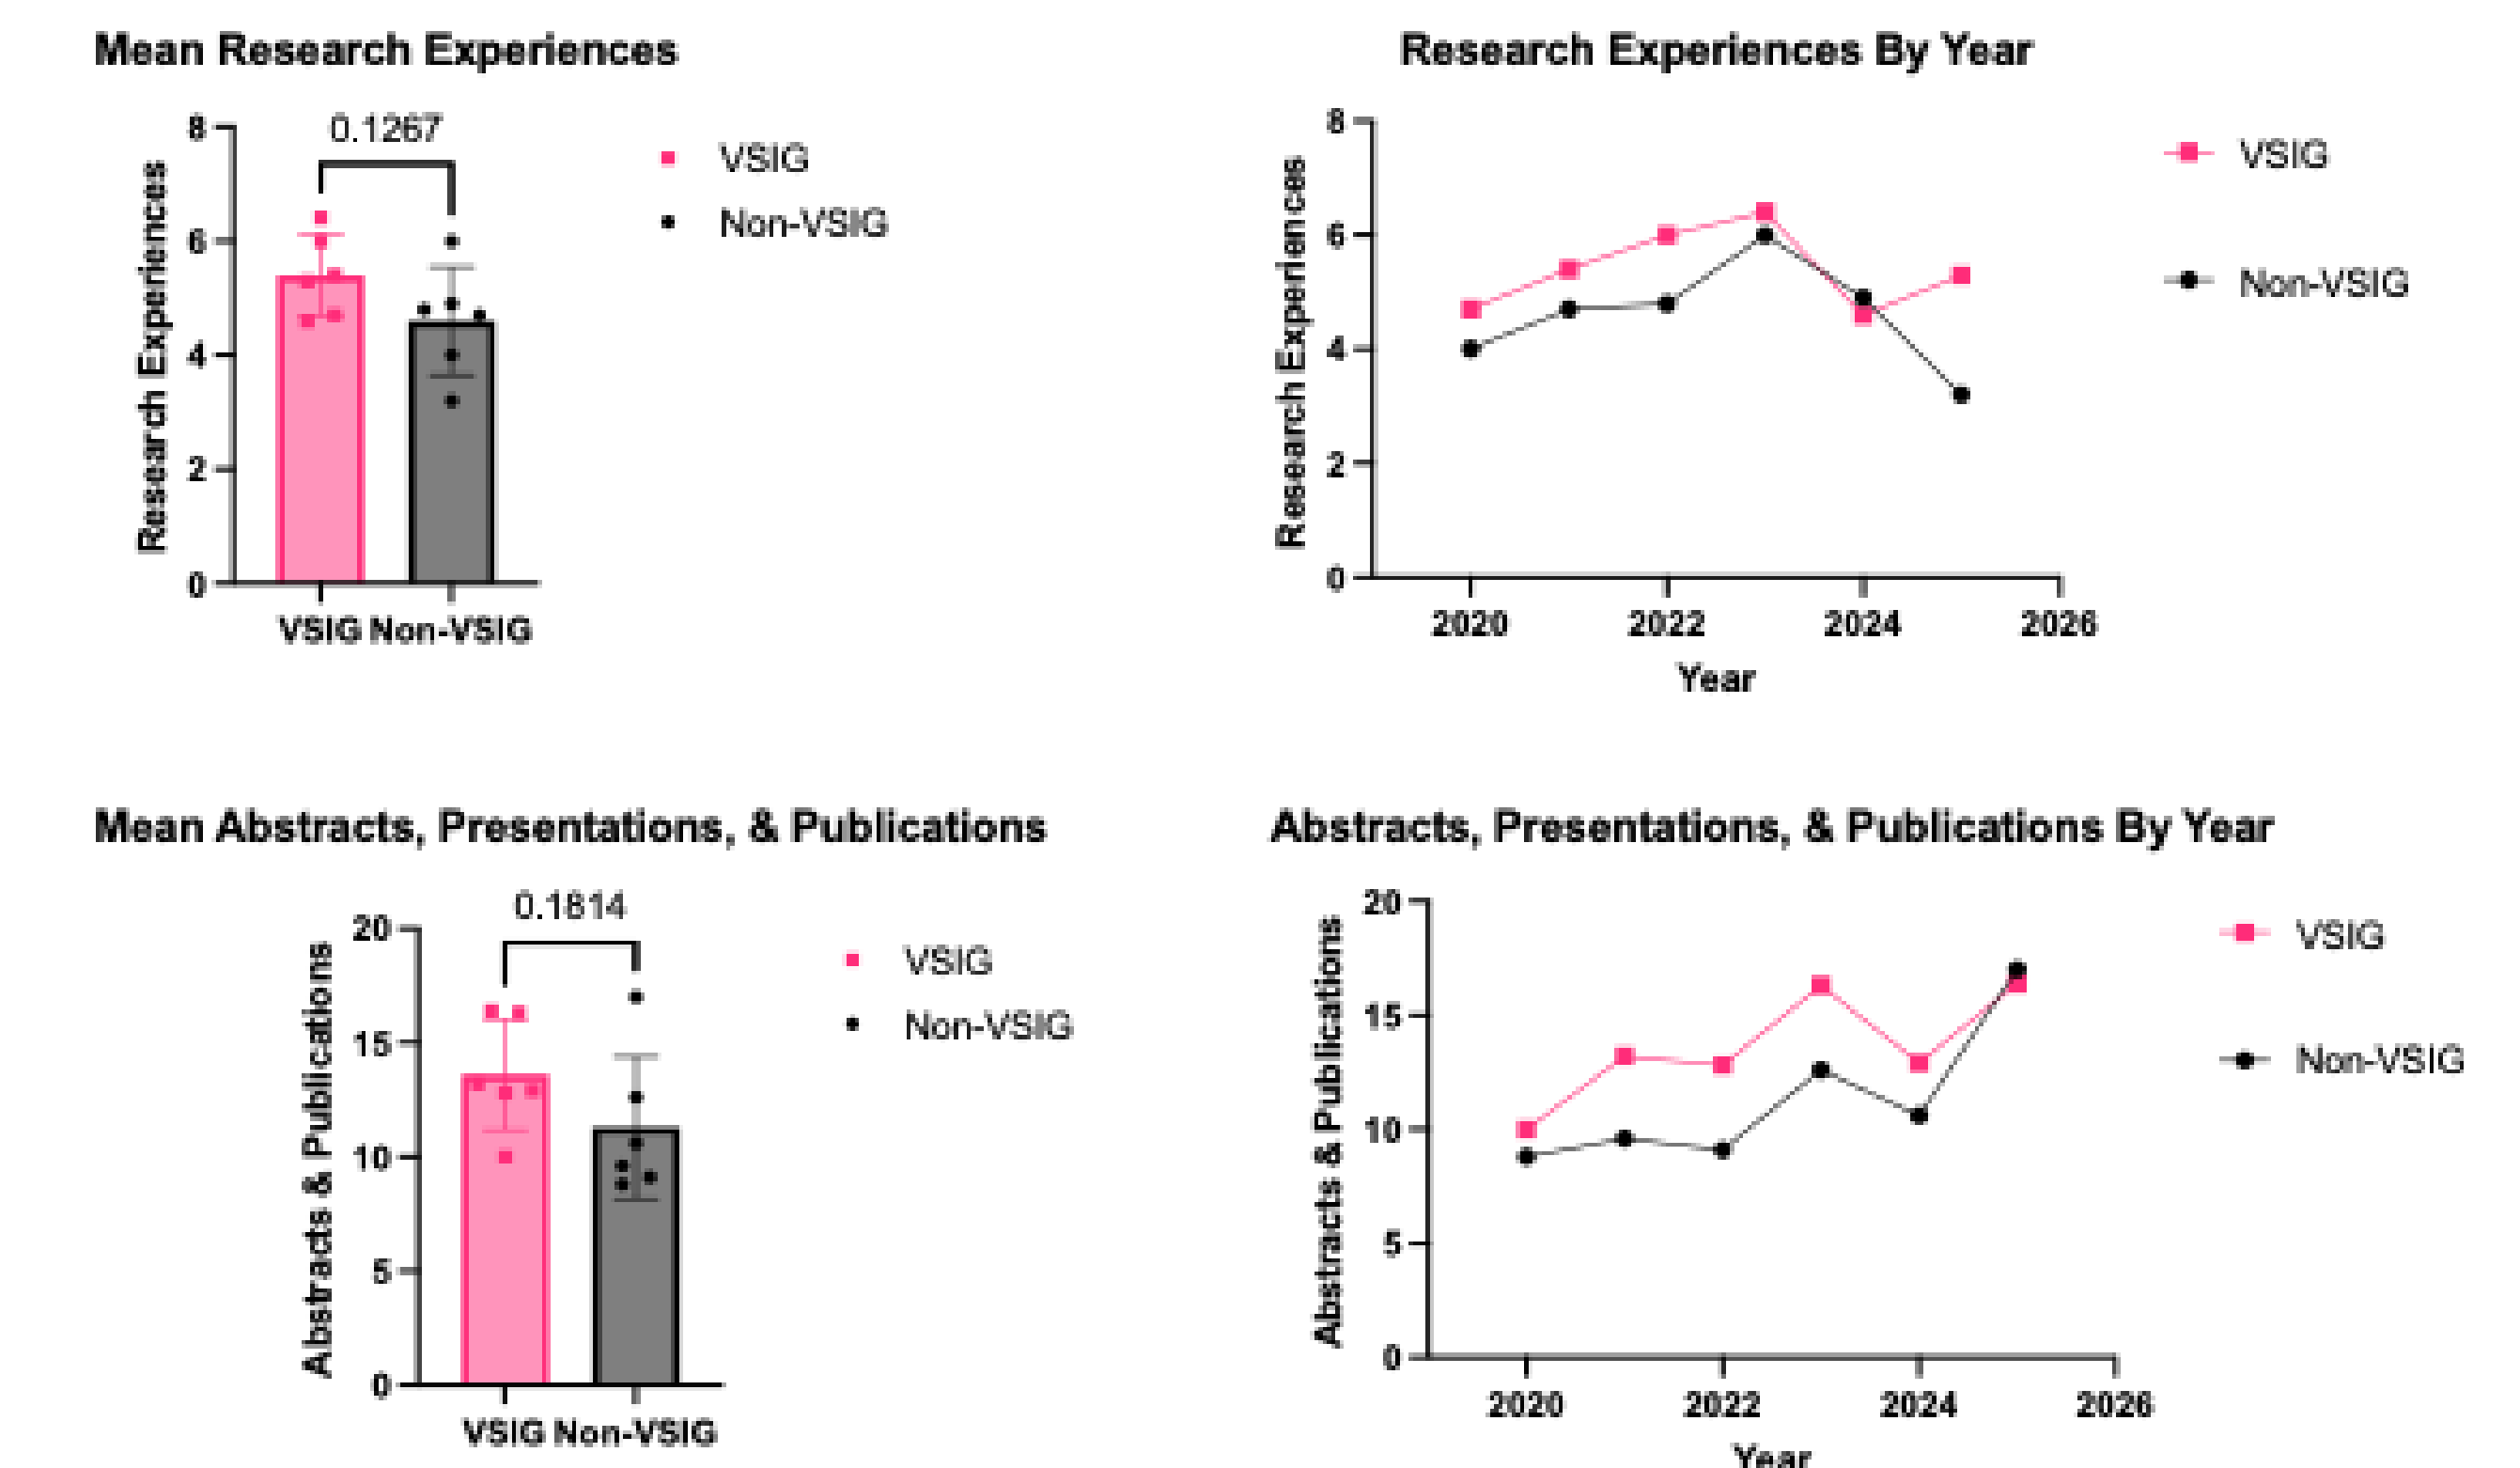 Mean Research Experiences
8
6
4
2
0
Research Experiences
0.1267
VSIG
Non-VSIG
VSIG Non-VSIG
Research Experiences By Year
8
6
4
2
0
Research Experiences
VSIG
Non-VSIG
2020 2022 2024 2026
Year
Mean Abstracts, Presentations, & Publications
20
15
10
5
0
Abstracts & Publications
0.1814
VSIG
Non-VSIG
VSIG Non-VSIG
Abstracts, Presentations, & Publications By Year
20
15
10
5
0
Abstracts & Publications
VSIG
Non-VSIG
2020 2022 2024 2026
Year